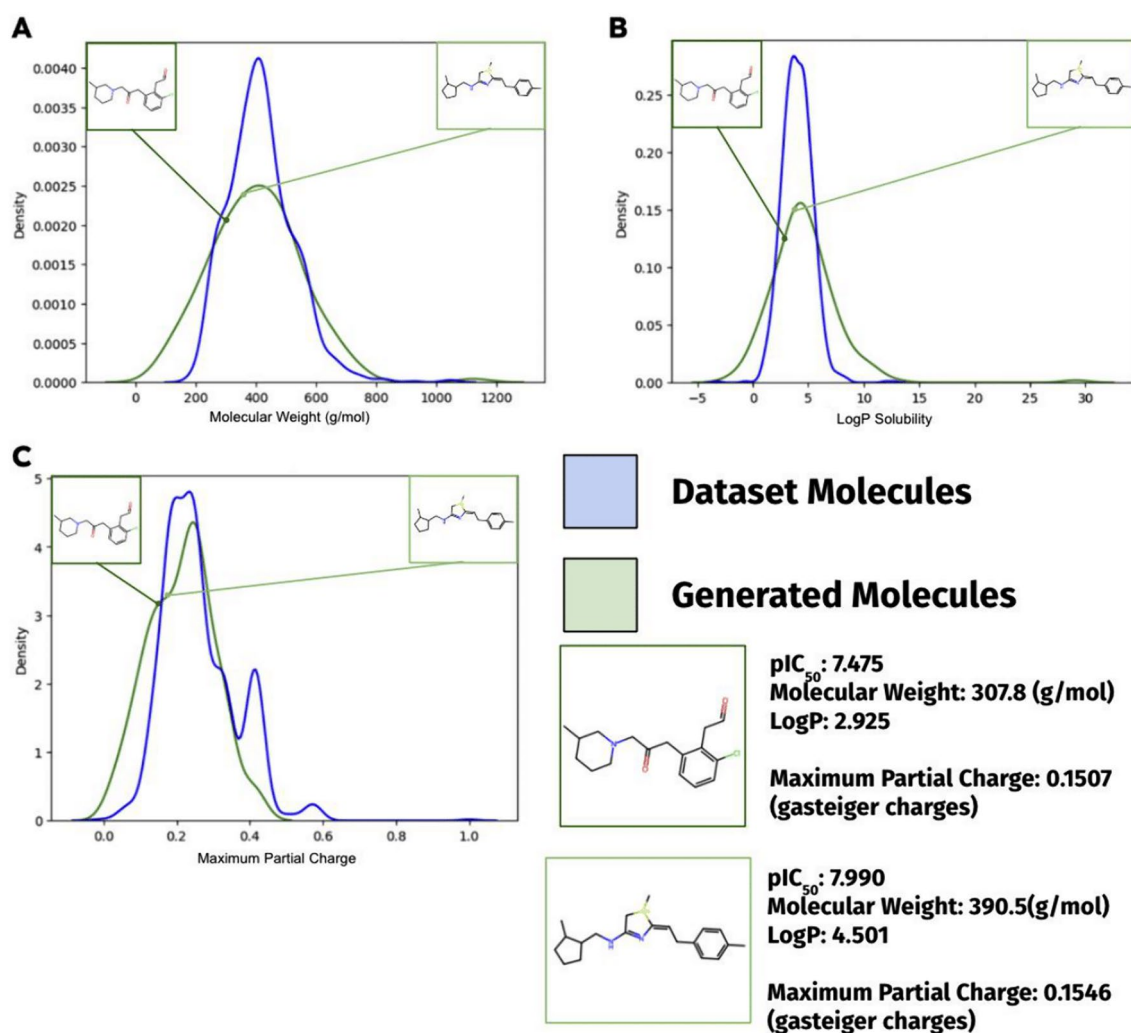 A
0.0040
0.0035
0.0030
0.0025
0.0020
0.0015
0.0010
0.0005
0.0000
Density
0 200 400 600 800 1000 1200
Molecular Weight (g/mol)
B
0.25
0.20
0.15
0.10
0.05
0.00
Density
−5 0 5 10 15 20 25 30
LogP Solubility
C
5
4
3
2
1
0
Density
0.0 0.2 0.4 0.6 0.8 1.0
Maximum Partial Charge
Dataset Molecules
Generated Molecules
N
O
O
Cl
pIC50: 7.475
Molecular Weight: 307.8 (g/mol)
LogP: 2.925
Maximum Partial Charge: 0.1507
(gasteiger charges)
N
H
N
pIC50: 7.990
Molecular Weight: 390.5(g/mol)
LogP: 4.501
Maximum Partial Charge: 0.1546
(gasteiger charges)